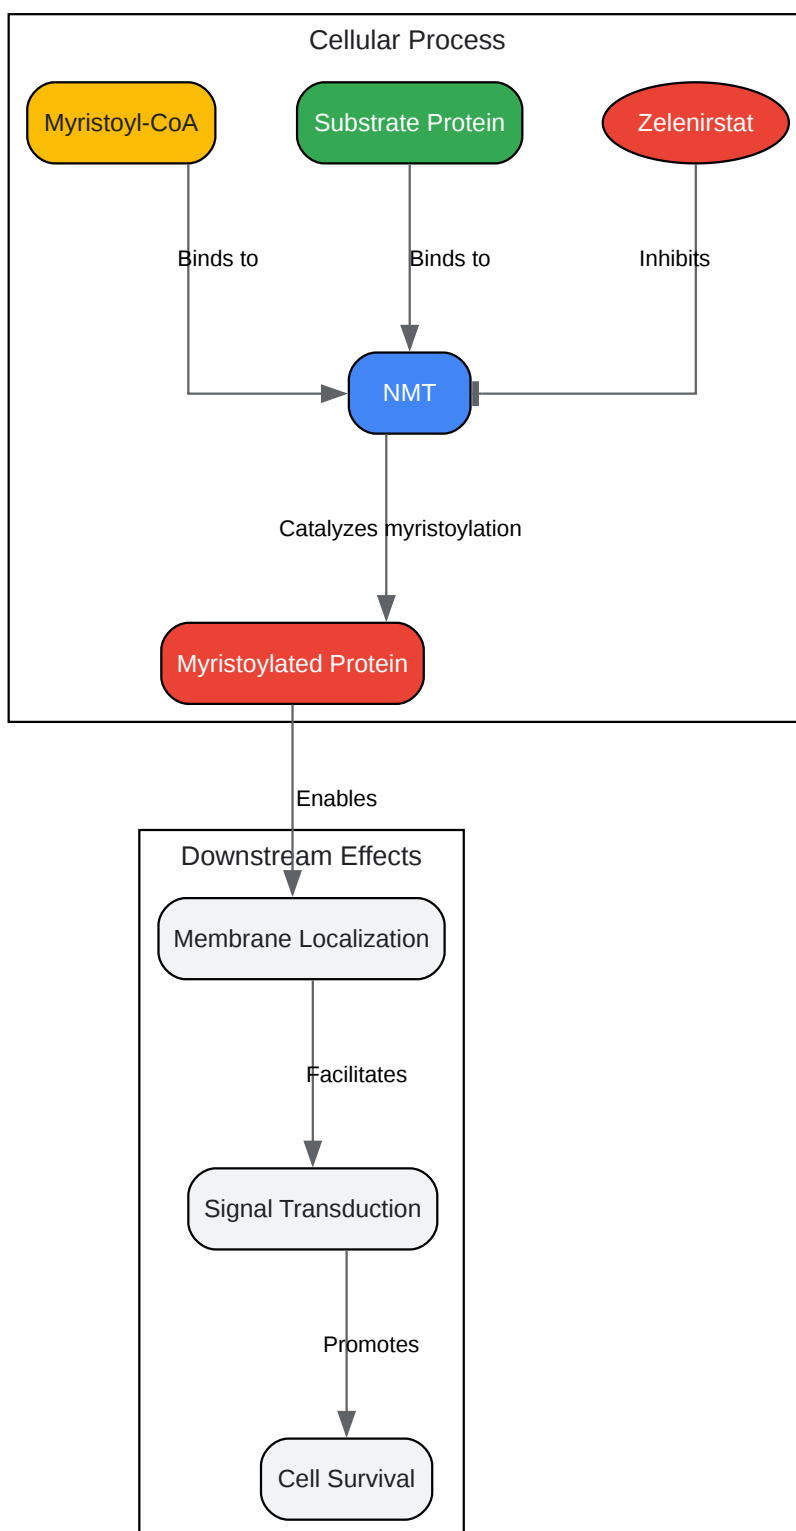 Cellular Process
Myristoyl-CoA
Substrate Protein
Zelenirstat
Binds to
Binds to
Inhibits
NMT
Catalyzes myristoylation
Myristoylated Protein
Enables
Downstream Effects
Membrane Localization
Facilitates
Signal Transduction
Promotes
Cell Survival